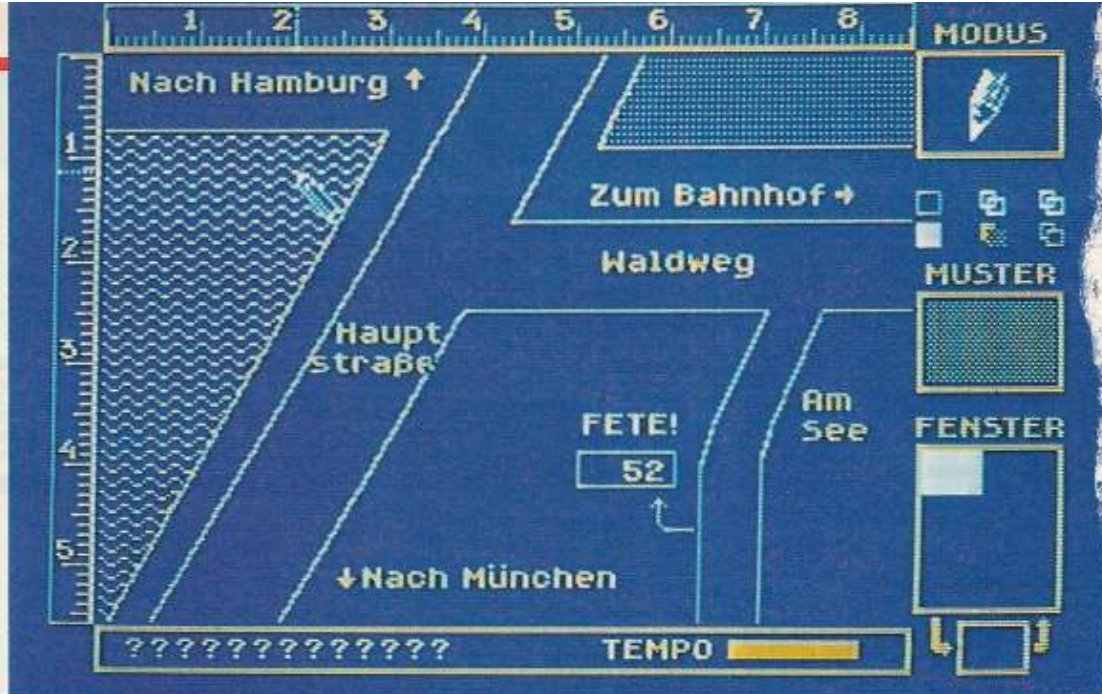 1 2 3 4 5 6 7 8
MODUS
Nach Hamburg ↑
1
Zum Bahnhof →
2
Waldweg
MUSTER
3
Haupt
straße
Am
See
FETE!
FENSTER
4
52
5
↓Nach München
?????????????
TEMPO